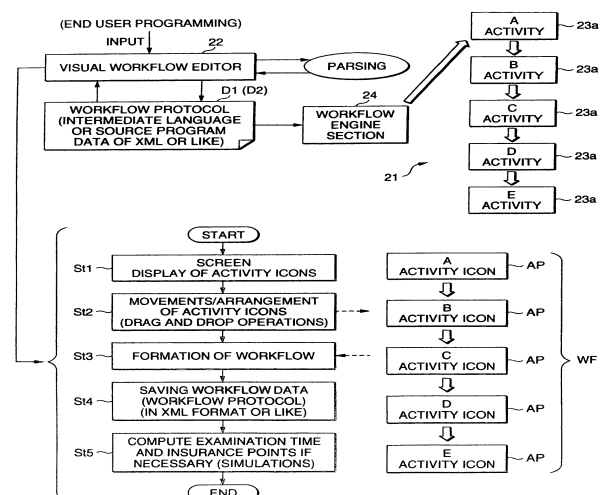 (END USER PROGRAMMING)
INPUT
22
VISUAL WORKFLOW EDITOR
PARSING
D1 (D2)
WORKFLOW PROTOCOL
(INTERMEDIATE LANGUAGE
OR SOURCE PROGRAM
DATA OF XML OR LIKE)
24
WORKFLOW
ENGINE
SECTION
A
ACTIVITY
23a
B
ACTIVITY
23a
C
ACTIVITY
23a
D
ACTIVITY
23a
E
ACTIVITY
23a
21
START
St1
SCREEN
DISPLAY OF ACTIVITY ICONS
St2
MOVEMENTS/ARRANGEMENT
OF ACTIVITY ICONS
(DRAG AND DROP OPERATIONS)
St3
FORMATION OF WORKFLOW
St4
SAVING WORKFLOW DATA
(WORKFLOW PROTOCOL)
(IN XML FORMAT OR LIKE)
St5
COMPUTE EXAMINATION TIME
AND INSURANCE POINTS IF
NECESSARY (SIMULATIONS)
END
A
ACTIVITY ICON
AP
B
ACTIVITY ICON
AP
C
ACTIVITY ICON
AP
D
ACTIVITY ICON
AP
E
ACTIVITY ICON
AP
WF